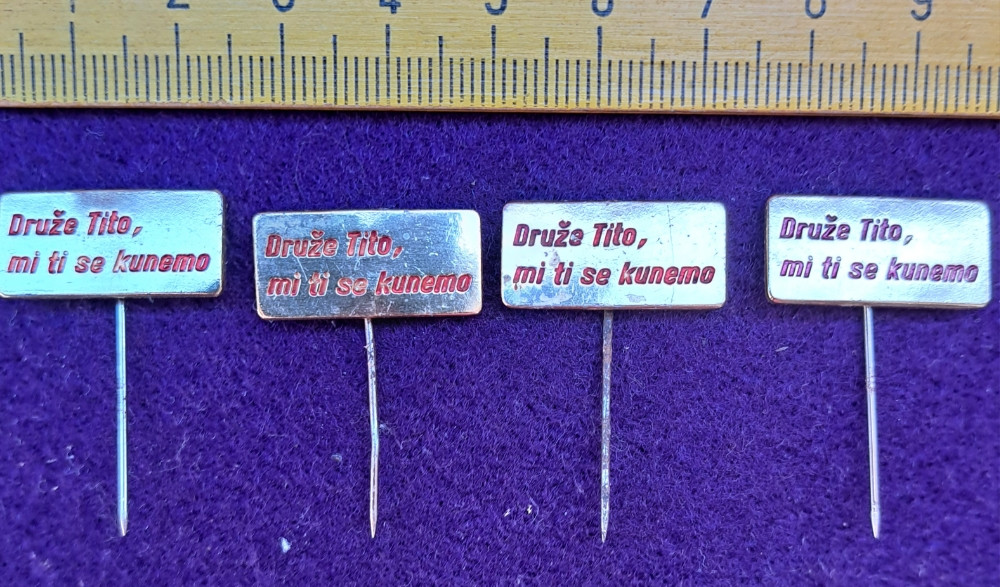 1 2 3 4 5 6 7 8 9
Druže Tito,
mi ti se kunemo
Druže Tito,
mi ti se kunemo
Druže Tito,
mi ti se kunemo
Druže Tito,
mi ti se kunemo